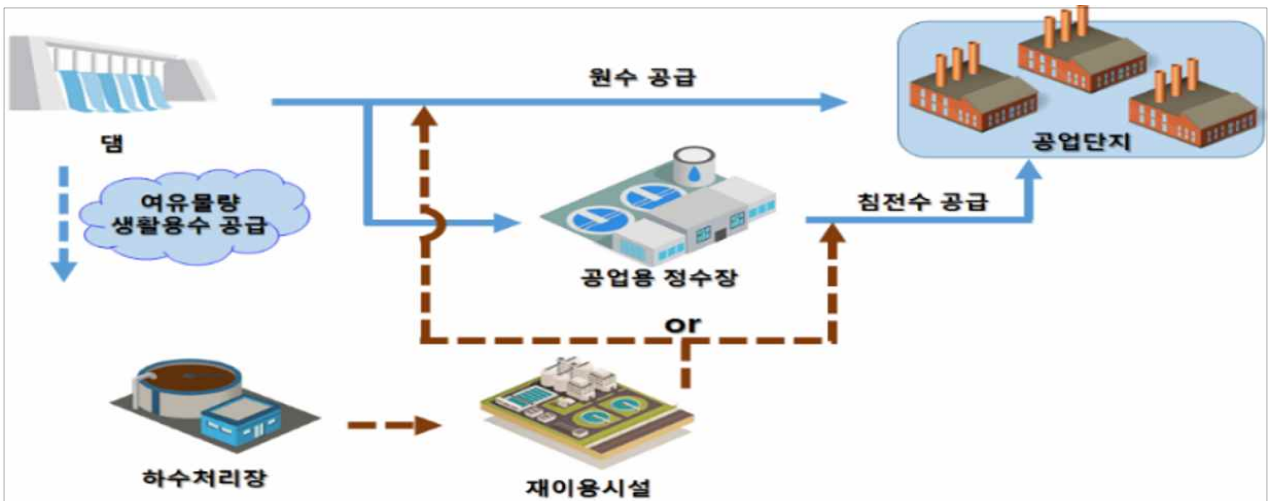 원수 공급
댐
공업단지
여유물량
생활용수 공급
침전수 공급
공업용 정수장
or
하수처리장
재이용시설